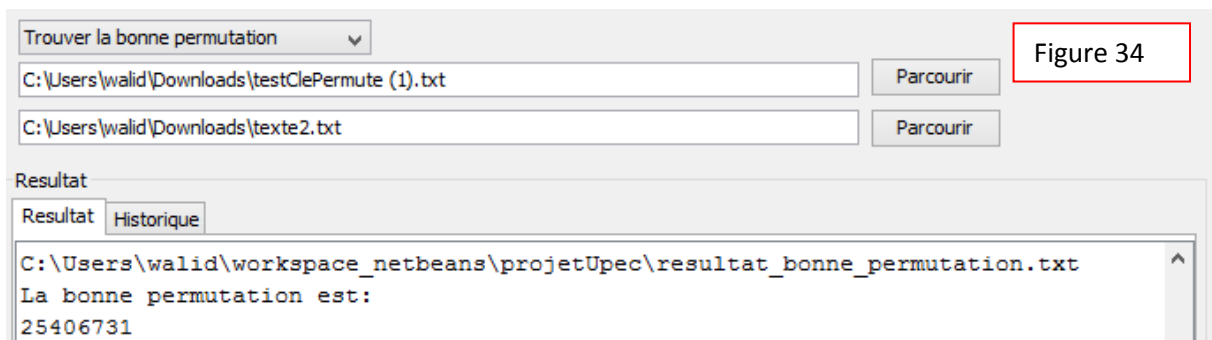 Trouver la bonne permutation
Figure 34
C:\Users\walid\Downloads\testClePermute (1).txt
Parcourir
C:\Users\walid\Downloads\texte2.txt
Parcourir
Resultat
Resultat Historique
C:\Users\walid\workspace_netbeans\projetUpec\resultat_bonne_permutation.txt
La bonne permutation est:
25406731